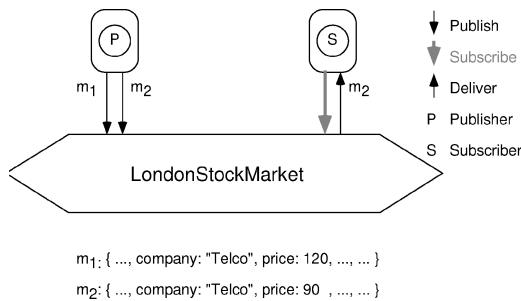 P
S
m1
m2
m2
Publish
Subscribe
Deliver
P Publisher
S Subscriber
LondonStockMarket
m1: { ..., company: "Telco", price: 120, ..., ... }
m2: { ..., company: "Telco", price: 90 , ..., ... }